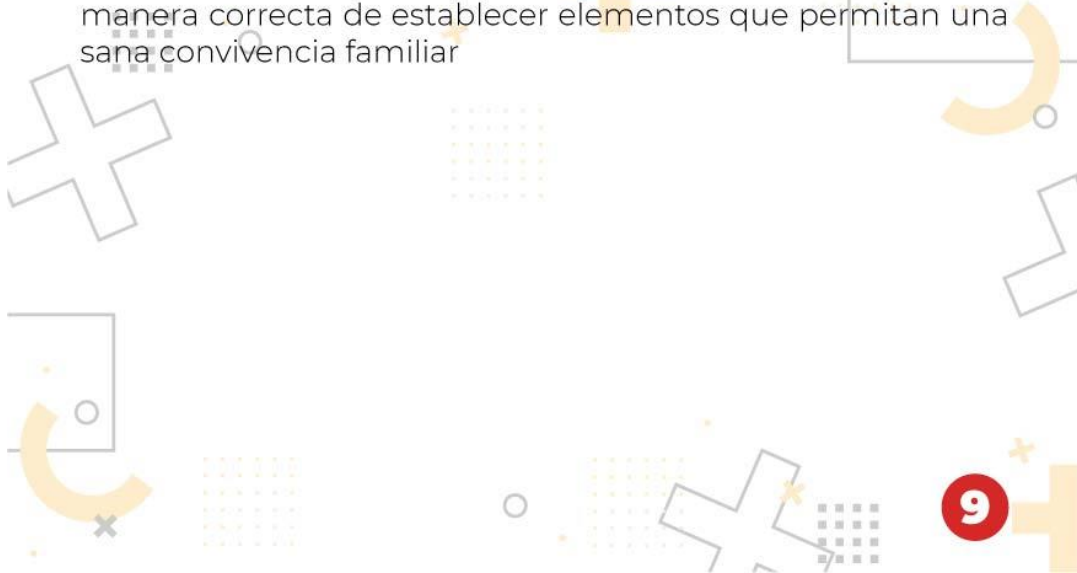 manera correcta de establecer elementos que permitan una
sana convivencia familiar
9